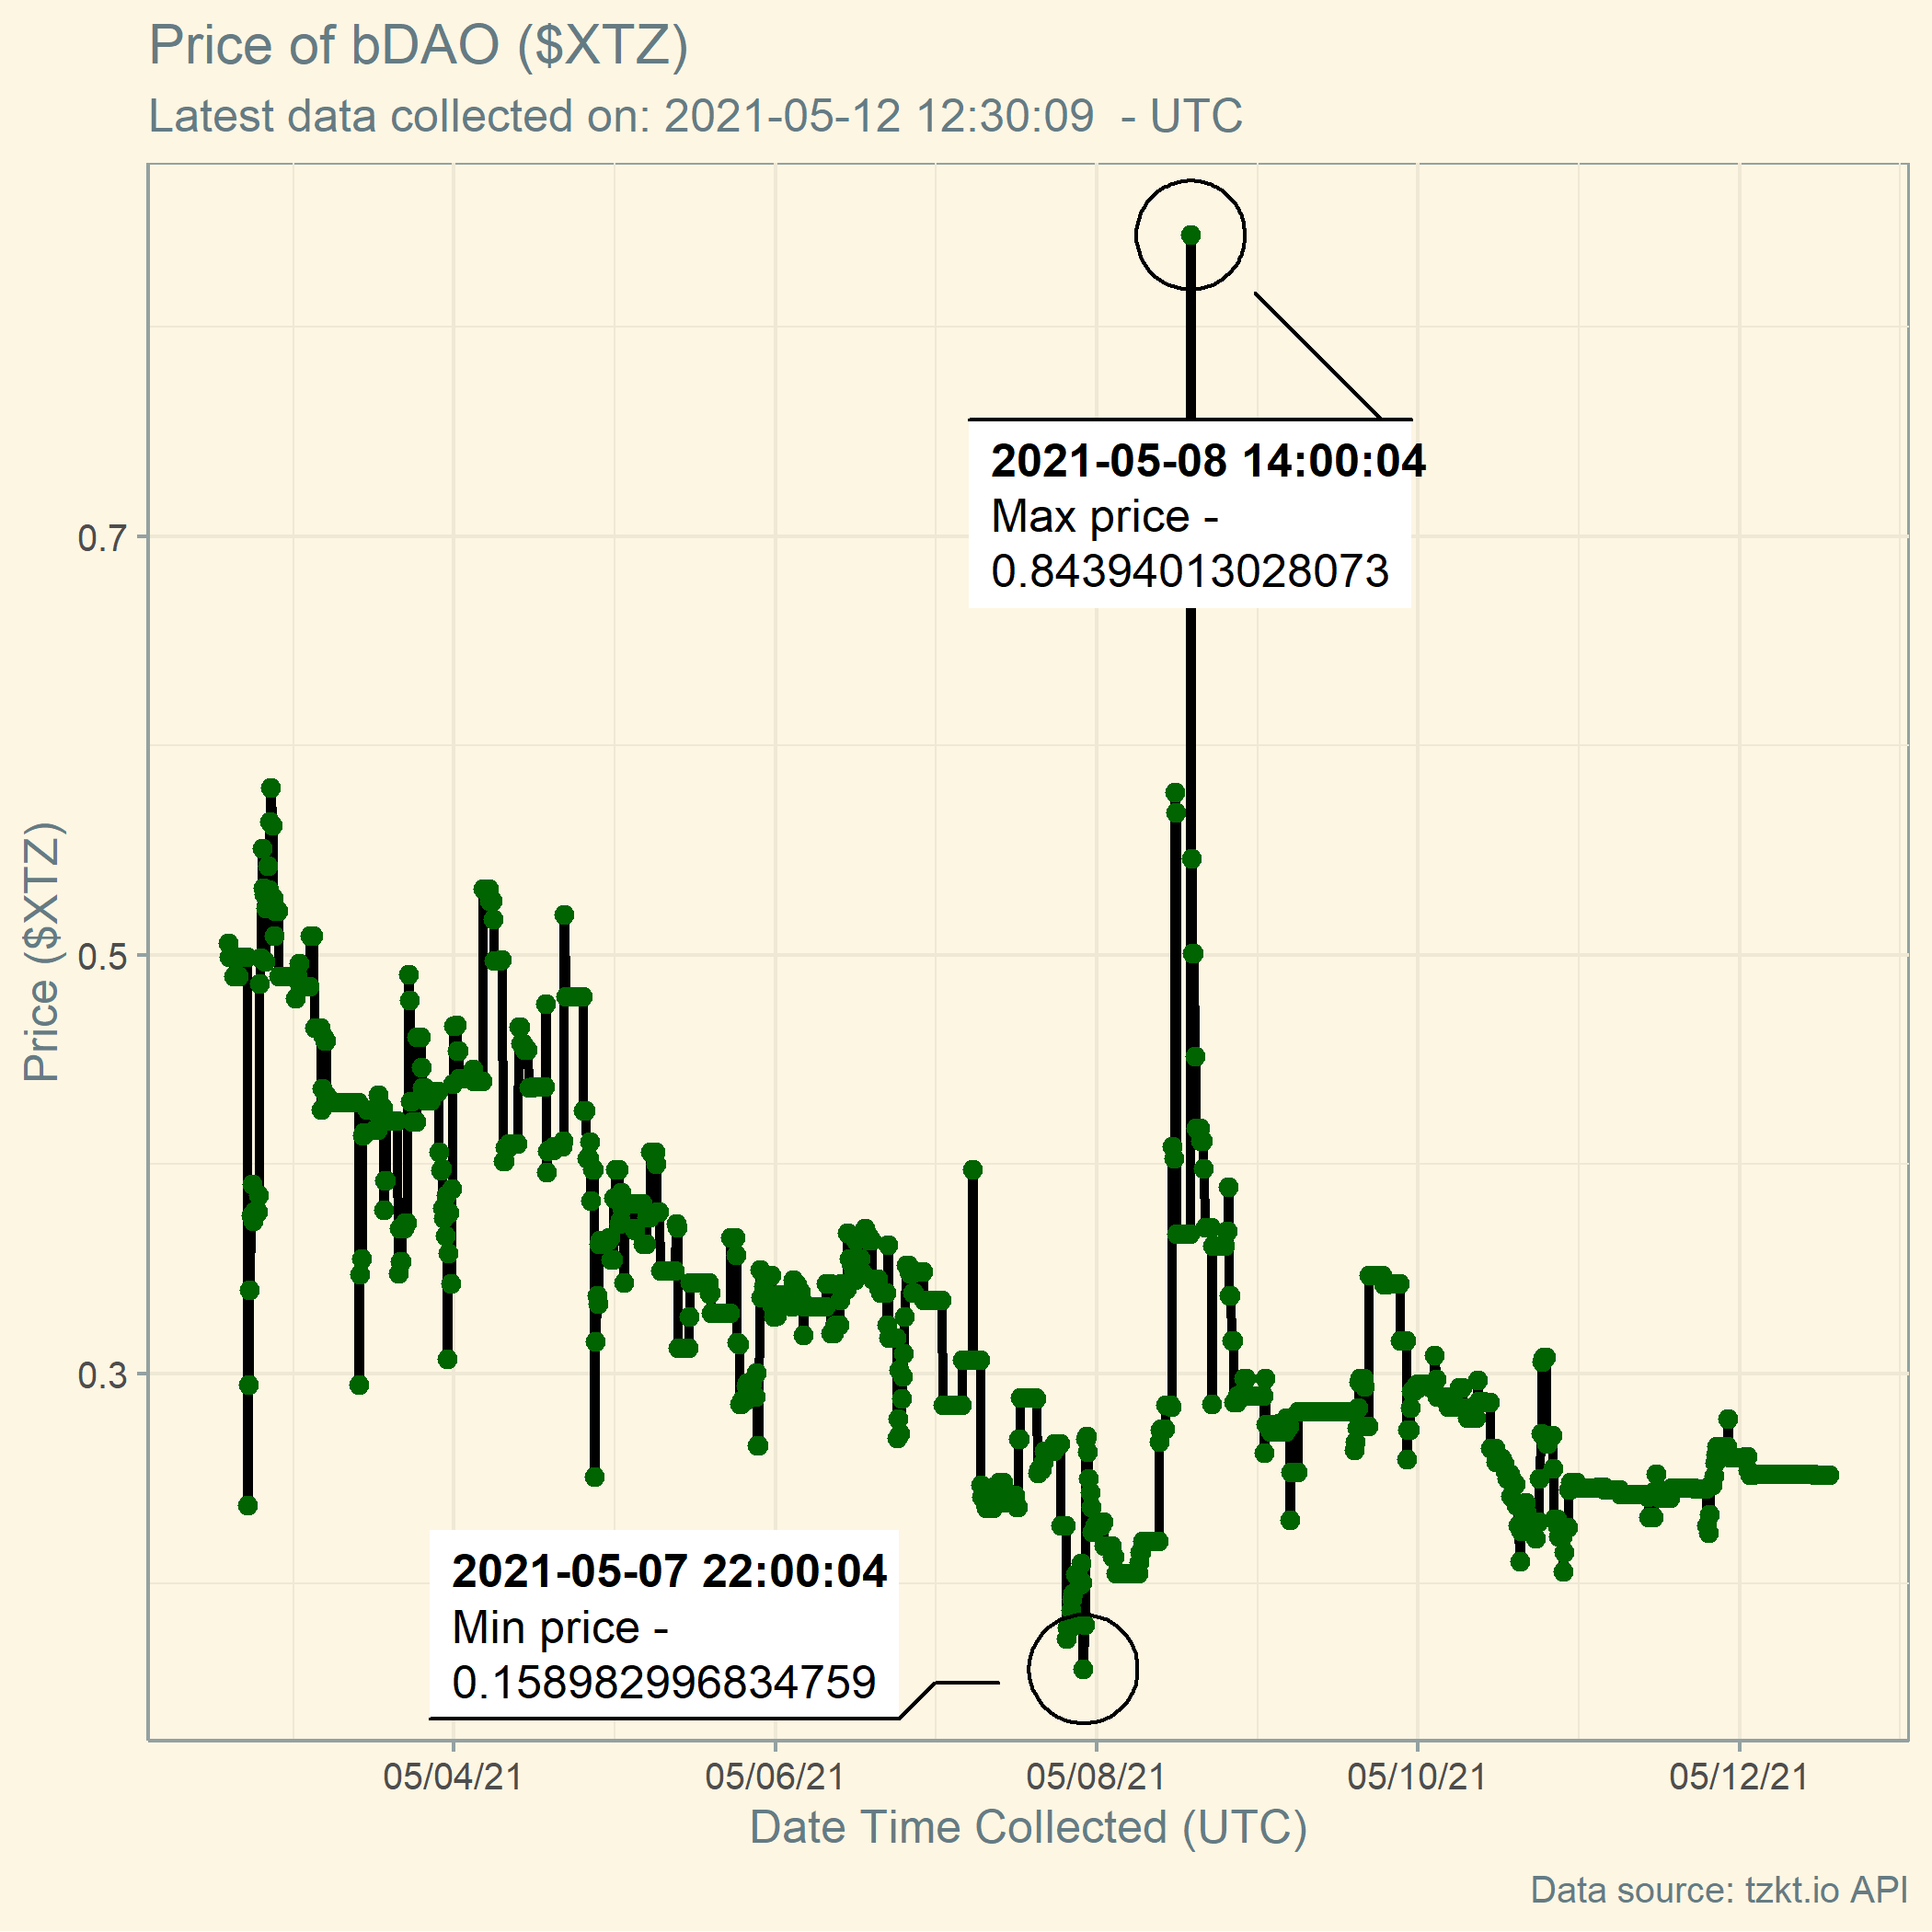 Price of bDAO ($XTZ)
Latest data collected on: 2021-05-12 12:30:09  - UTC
2021-05-08 14:00:04
Max price -
0.84394013028073
0.7
0.5
0.3
Price ($XTZ)
2021-05-07 22:00:04
Min price -
0.158982996834759
05/04/21
05/06/21
05/08/21
05/10/21
05/12/21
Date Time Collected (UTC)
Data source: tzkt.io API